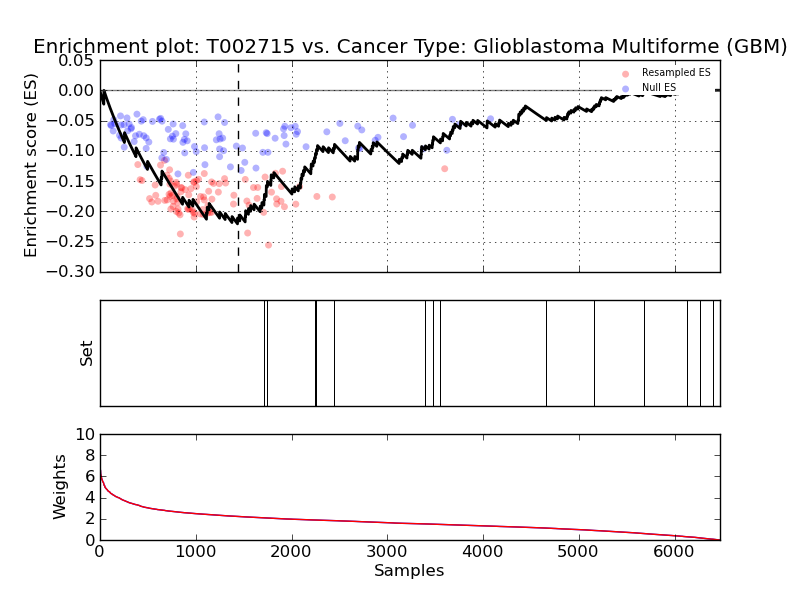 Enrichment plot: T002715 vs. Cancer Type: Glioblastoma Multiforme (GBM)
0.05
0.00
−0.05
−0.10
−0.15
−0.20
−0.25
−0.30
Enrichment score (ES)
Resampled ES
Null ES
Set
10
8
6
4
2
0
Weights
0 1000 2000 3000 4000 5000 6000
Samples